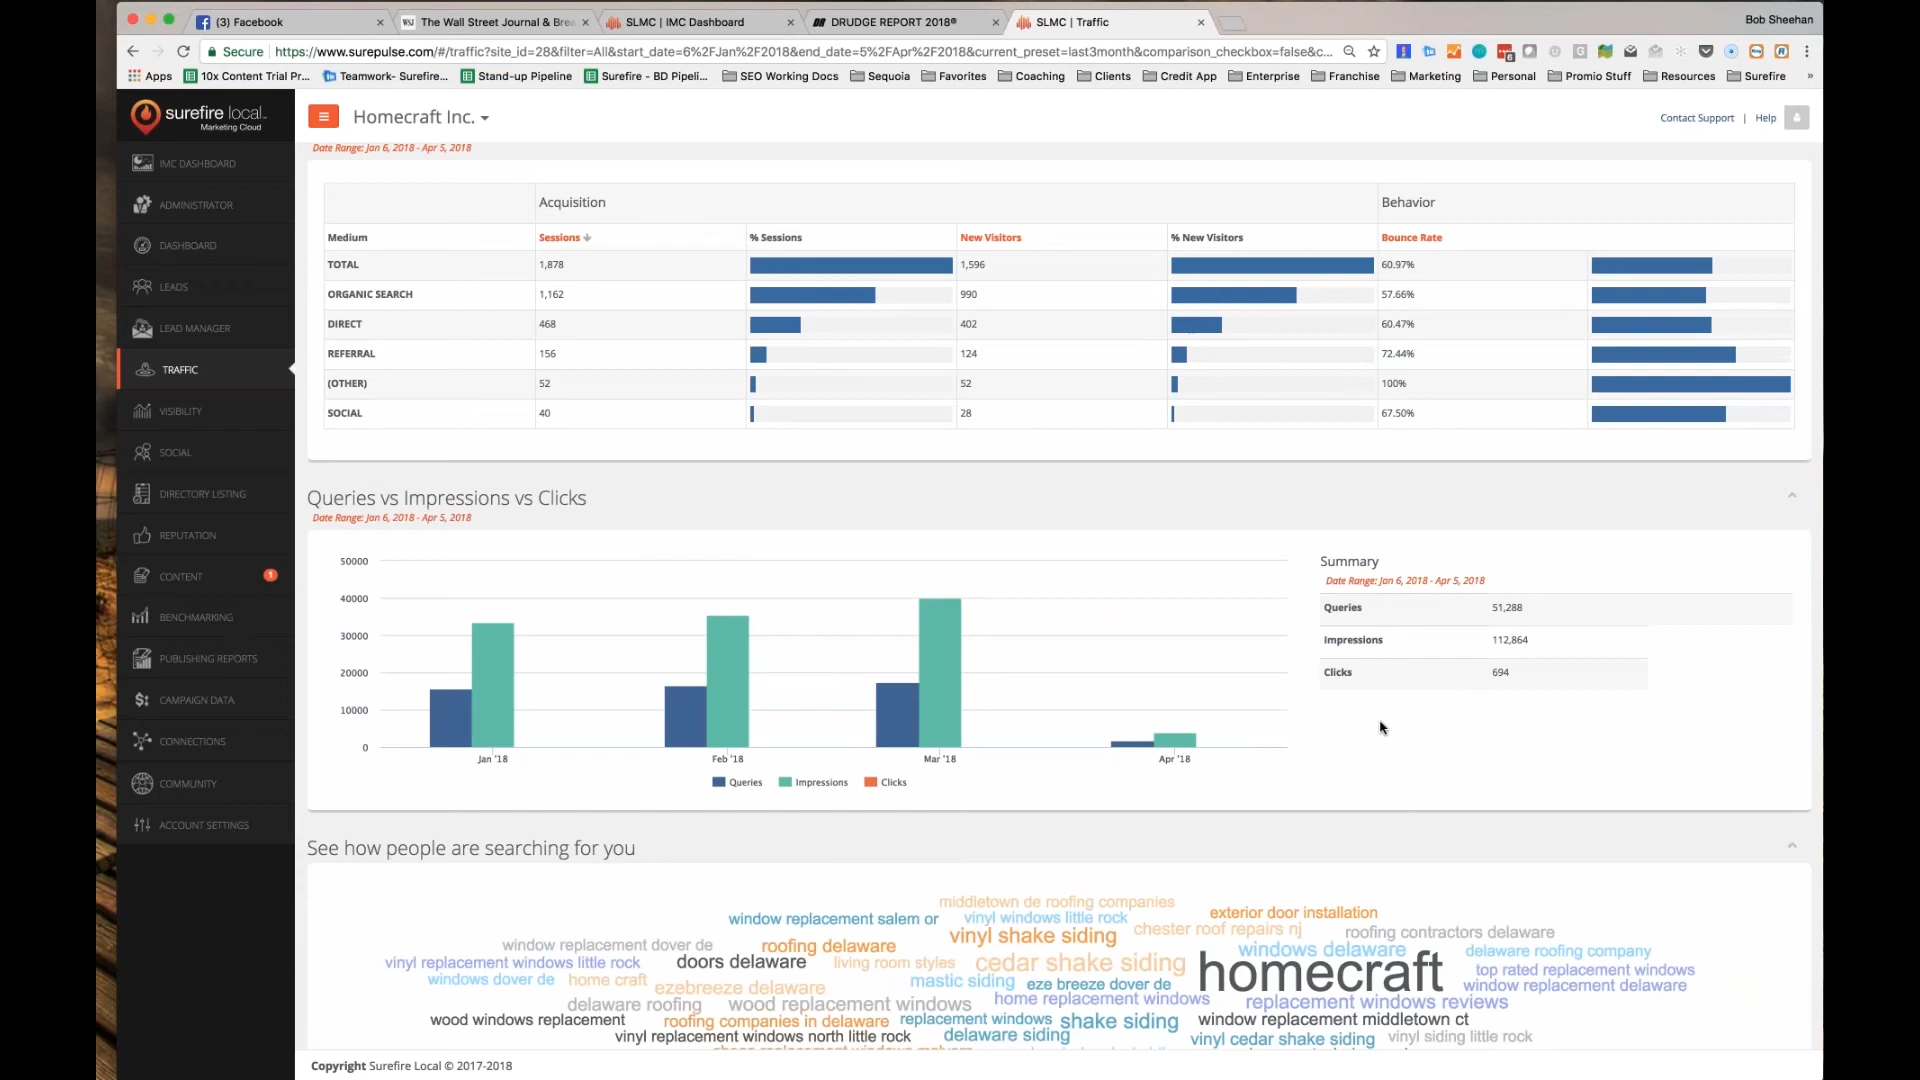 (3) Facebook
WSJ The Wall Street Journal & Brea
SLMC | IMC Dashboard
DRUDGE REPORT 2018®
SLMC | Traffic
Bob Sheehan
Secure https://www.surepulse.com/#/traffic?site_id=28&filter=All&start_date=6%2FJan%2F2018&end_date=5%2FApr%2F2018&current_preset=last3month&comparison_checkbox=false&c...
Apps 10x Content Trial Pr... Teamwork- Surefire... Stand-up Pipeline Surefire - BD Pipeli... SEO Working Docs Sequoia Favorites Coaching Clients Credit App Enterprise Franchise Marketing Personal Promio Stuff Resources Surefire »
surefire local
Marketing Cloud
Homecraft Inc.
Contact Support | Help
IMC DASHBOARD
ADMINISTRATOR
DASHBOARD
LEADS
LEAD MANAGER
TRAFFIC
VISIBILITY
SOCIAL
DIRECTORY LISTING
REPUTATION
CONTENT 1
BENCHMARKING
PUBLISHING REPORTS
CAMPAIGN DATA
CONNECTIONS
COMMUNITY
ACCOUNT SETTINGS
Date Range: Jan 6, 2018 - Apr 5, 2018
Acquisition Behavior
Medium Sessions % Sessions New Visitors % New Visitors Bounce Rate
TOTAL 1,878 1,596 60.97%
ORGANIC SEARCH 1,162 990 57.66%
DIRECT 468 402 60.47%
REFERRAL 156 124 72.44%
(OTHER) 52 52 100%
SOCIAL 40 28 67.50%
Queries vs Impressions vs Clicks
Date Range: Jan 6, 2018 - Apr 5, 2018
50000
40000
30000
20000
10000
0
Jan '18 Feb '18 Mar '18 Apr '18
Queries Impressions Clicks
Summary
Date Range: Jan 6, 2018 - Apr 5, 2018
Queries 51,288
Impressions 112,864
Clicks 694
See how people are searching for you
middletown de roofing companies
window replacement salem or vinyl windows little rock exterior door installation
vinyl shake siding chester roof repairs nj roofing contractors delaware
window replacement dover de roofing delaware windows delaware delaware roofing company
vinyl replacement windows little rock doors delaware living room styles cedar shake siding homecraft top rated replacement windows
windows dover de home craft ezebreeze delaware mastic siding eze breeze dover de window replacement delaware
delaware roofing wood replacement windows home replacement windows replacement windows reviews
wood windows replacement roofing companies in delaware replacement windows shake siding window replacement middletown ct
vinyl replacement windows north little rock delaware siding vinyl cedar shake siding vinyl siding little rock
Copyright Surefire Local © 2017-2018